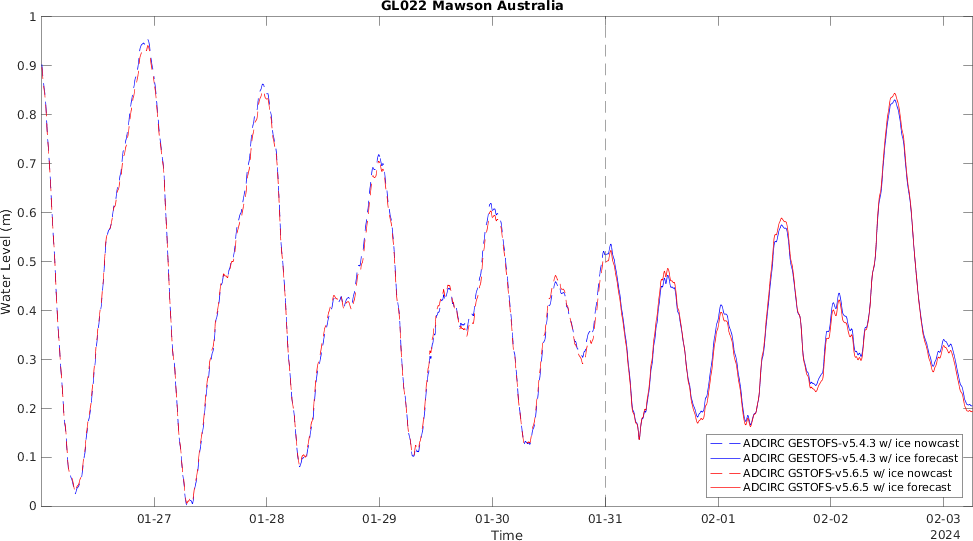 GL022 Mawson Australia
Water Level (m)
1
0.9
0.8
0.7
0.6
0.5
0.4
0.3
0.2
0.1
0
01-27
01-28
01-29
01-30
01-31
02-01
02-02
02-03
2024
Time
ADCIRC GESTOFS-v5.4.3 w/ ice nowcast
ADCIRC GESTOFS-v5.4.3 w/ ice forecast
ADCIRC GSTOFS-v5.6.5 w/ ice nowcast
ADCIRC GSTOFS-v5.6.5 w/ ice forecast